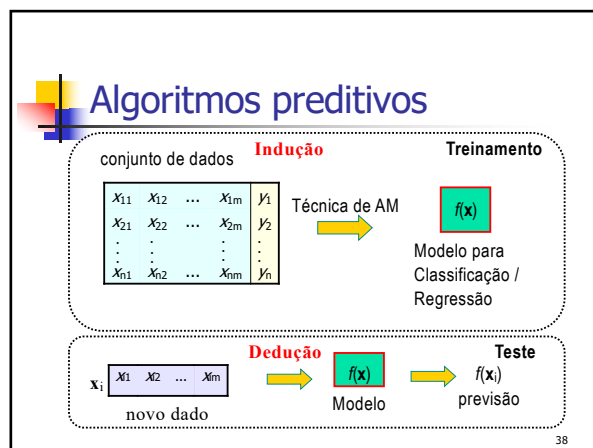 Algoritmos preditivos
Indução
Treinamento
conjunto de dados
x11 x12 ... x1m y1
x21 x22 ... x2m y2
⋮ ⋮ ⋮ ⋮
xn1 xn2 ... xnm yn
Técnica de AM
f(x)
Modelo para
Classificação /
Regressão
Dedução
Teste
xi
xi1 xi2 ... xim
novo dado
f(x)
Modelo
f(xi)
previsão
38